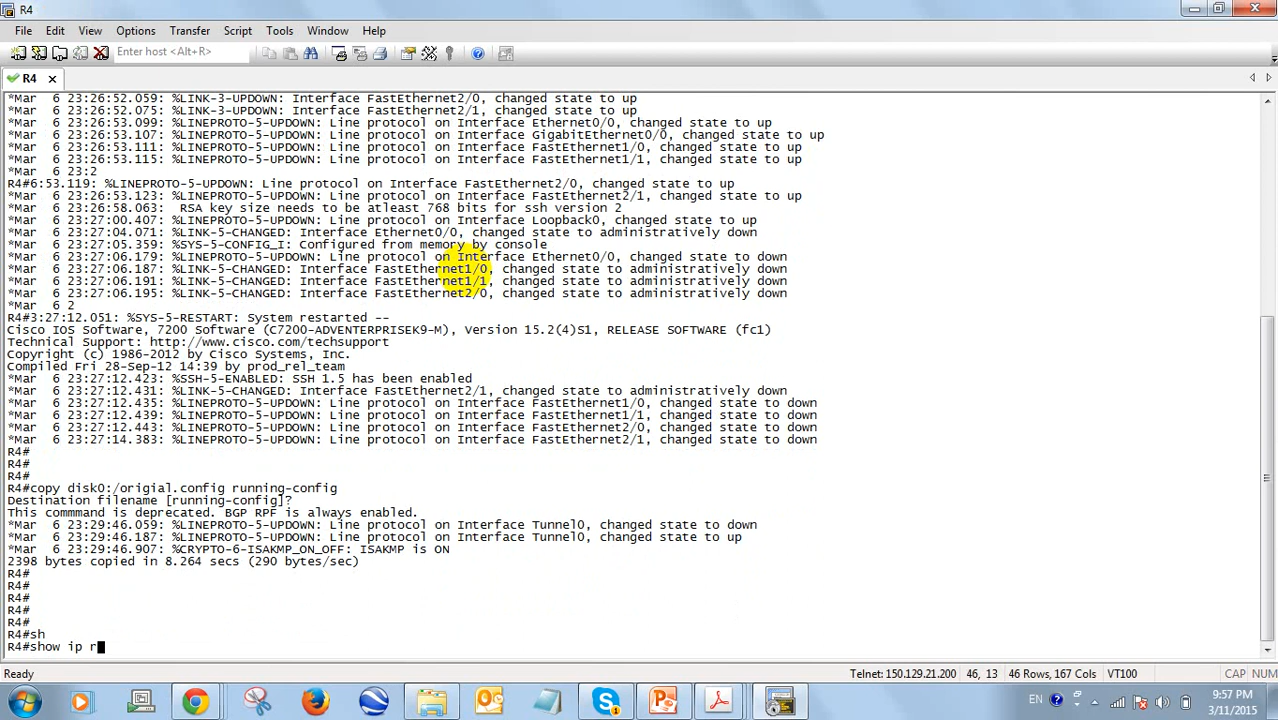 R4
File Edit View Options Transfer Script Tools Window Help
Enter host <Alt+R>
R4
*Mar  6 23:26:52.059: %LINK-3-UPDOWN: Interface FastEthernet2/0, changed state to up
*Mar  6 23:26:52.075: %LINK-3-UPDOWN: Interface FastEthernet2/1, changed state to up
*Mar  6 23:26:53.099: %LINEPROTO-5-UPDOWN: Line protocol on Interface Ethernet0/0, changed state to up
*Mar  6 23:26:53.107: %LINEPROTO-5-UPDOWN: Line protocol on Interface GigabitEthernet0/0, changed state to up
*Mar  6 23:26:53.111: %LINEPROTO-5-UPDOWN: Line protocol on Interface FastEthernet1/0, changed state to up
*Mar  6 23:26:53.115: %LINEPROTO-5-UPDOWN: Line protocol on Interface FastEthernet1/1, changed state to up
*Mar  6 23:2
R4#6:53.119: %LINEPROTO-5-UPDOWN: Line protocol on Interface FastEthernet2/0, changed state to up
*Mar  6 23:26:53.123: %LINEPROTO-5-UPDOWN: Line protocol on Interface FastEthernet2/1, changed state to up
*Mar  6 23:26:58.063:  RSA key size needs to be atleast 768 bits for ssh version 2
*Mar  6 23:27:00.407: %LINEPROTO-5-UPDOWN: Line protocol on Interface Loopback0, changed state to up
*Mar  6 23:27:04.071: %LINK-5-CHANGED: Interface Ethernet0/0, changed state to administratively down
*Mar  6 23:27:05.359: %SYS-5-CONFIG_I: Configured from memory by console
*Mar  6 23:27:06.179: %LINEPROTO-5-UPDOWN: Line protocol on Interface Ethernet0/0, changed state to down
*Mar  6 23:27:06.187: %LINK-5-CHANGED: Interface FastEthernet1/0, changed state to administratively down
*Mar  6 23:27:06.191: %LINK-5-CHANGED: Interface FastEthernet1/1, changed state to administratively down
*Mar  6 23:27:06.195: %LINK-5-CHANGED: Interface FastEthernet2/0, changed state to administratively down
*Mar  6 2
R4#3:27:12.051: %SYS-5-RESTART: System restarted --
Cisco IOS Software, 7200 Software (C7200-ADVENTERPRISEK9-M), Version 15.2(4)S1, RELEASE SOFTWARE (fc1)
Technical Support: http://www.cisco.com/techsupport
Copyright (c) 1986-2012 by Cisco Systems, Inc.
Compiled Fri 28-Sep-12 14:39 by prod_rel_team
*Mar  6 23:27:12.423: %SSH-5-ENABLED: SSH 1.5 has been enabled
*Mar  6 23:27:12.431: %LINK-5-CHANGED: Interface FastEthernet2/1, changed state to administratively down
*Mar  6 23:27:12.435: %LINEPROTO-5-UPDOWN: Line protocol on Interface FastEthernet1/0, changed state to down
*Mar  6 23:27:12.439: %LINEPROTO-5-UPDOWN: Line protocol on Interface FastEthernet1/1, changed state to down
*Mar  6 23:27:12.443: %LINEPROTO-5-UPDOWN: Line protocol on Interface FastEthernet2/0, changed state to down
*Mar  6 23:27:14.383: %LINEPROTO-5-UPDOWN: Line protocol on Interface FastEthernet2/1, changed state to down
R4#
R4#
R4#
R4#copy disk0:/origial.config running-config
Destination filename [running-config]?
This commmand is deprecated. BGP RPF is always enabled.
*Mar  6 23:29:46.059: %LINEPROTO-5-UPDOWN: Line protocol on Interface Tunnel0, changed state to down
*Mar  6 23:29:46.187: %LINEPROTO-5-UPDOWN: Line protocol on Interface Tunnel0, changed state to up
*Mar  6 23:29:46.907: %CRYPTO-6-ISAKMP_ON_OFF: ISAKMP is ON
2398 bytes copied in 8.264 secs (290 bytes/sec)
R4#
R4#
R4#
R4#
R4#sh
R4#show ip r
Ready Telnet: 150.129.21.200 46, 13 46 Rows, 167 Cols VT100 CAP NUM
EN 9:57 PM
3/11/2015